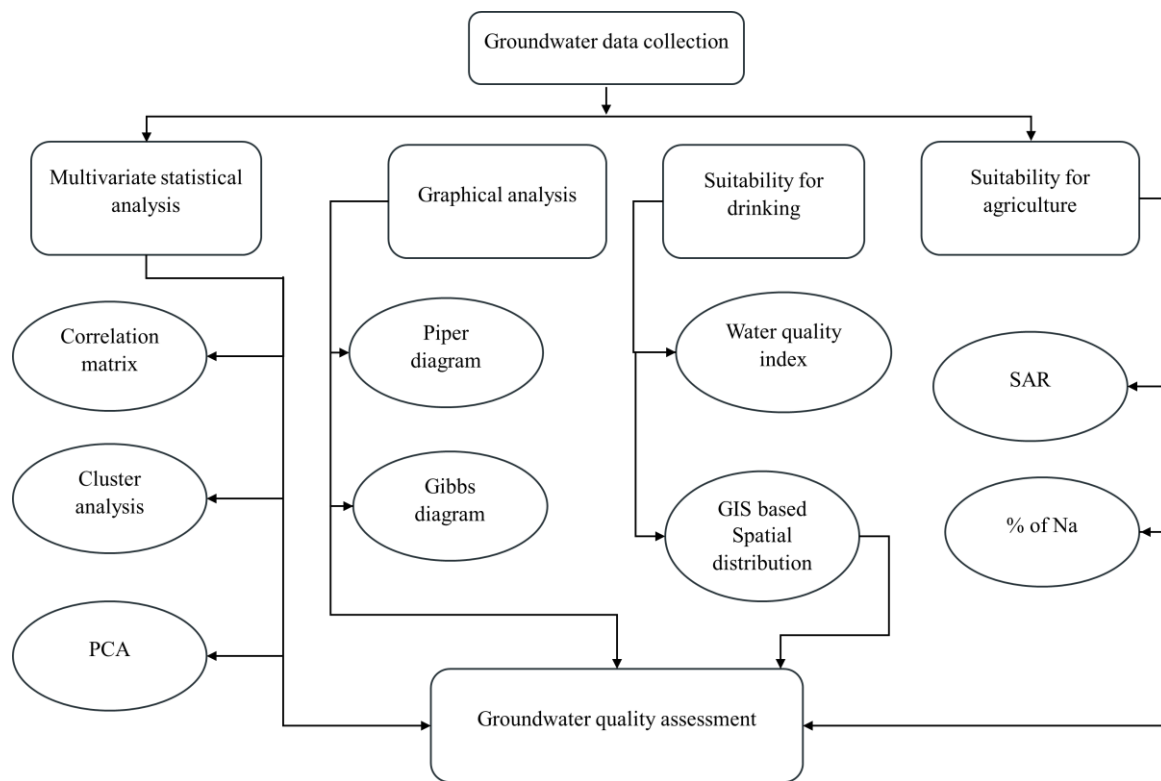 Groundwater data collection
Multivariate statistical
analysis
Graphical analysis
Suitability for
drinking
Suitability for
agriculture
Correlation
matrix
Piper
diagram
Water quality
index
SAR
Cluster
analysis
Gibbs
diagram
GIS based
Spatial
distribution
% of Na
PCA
Groundwater quality assessment